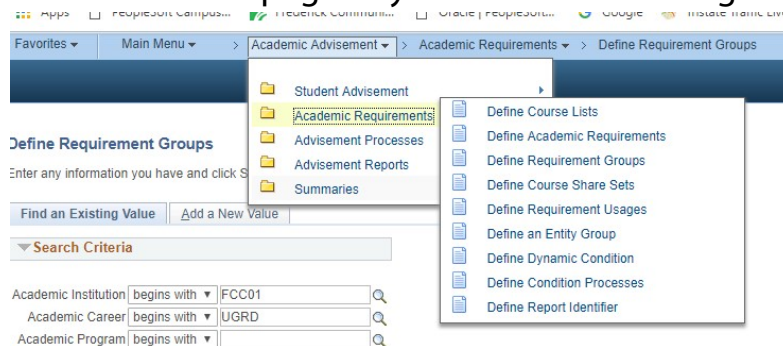 Apps PeopleSoft Campus... Frederick Communi... Oracle | PeopleSoft... Google Instate Traffic Live
Favorites Main Menu > Academic Advisement > Academic Requirements > Define Requirement Groups
Student Advisement
Academic Requirements
Advisement Processes
Advisement Reports
Summaries
Define Course Lists
Define Academic Requirements
Define Requirement Groups
Define Course Share Sets
Define Requirement Usages
Define an Entity Group
Define Dynamic Condition
Define Condition Processes
Define Report Identifier
Define Requirement Groups
Enter any information you have and click S
Find an Existing Value Add a New Value
Search Criteria
Academic Institution begins with FCC01
Academic Career begins with UGRD
Academic Program begins with